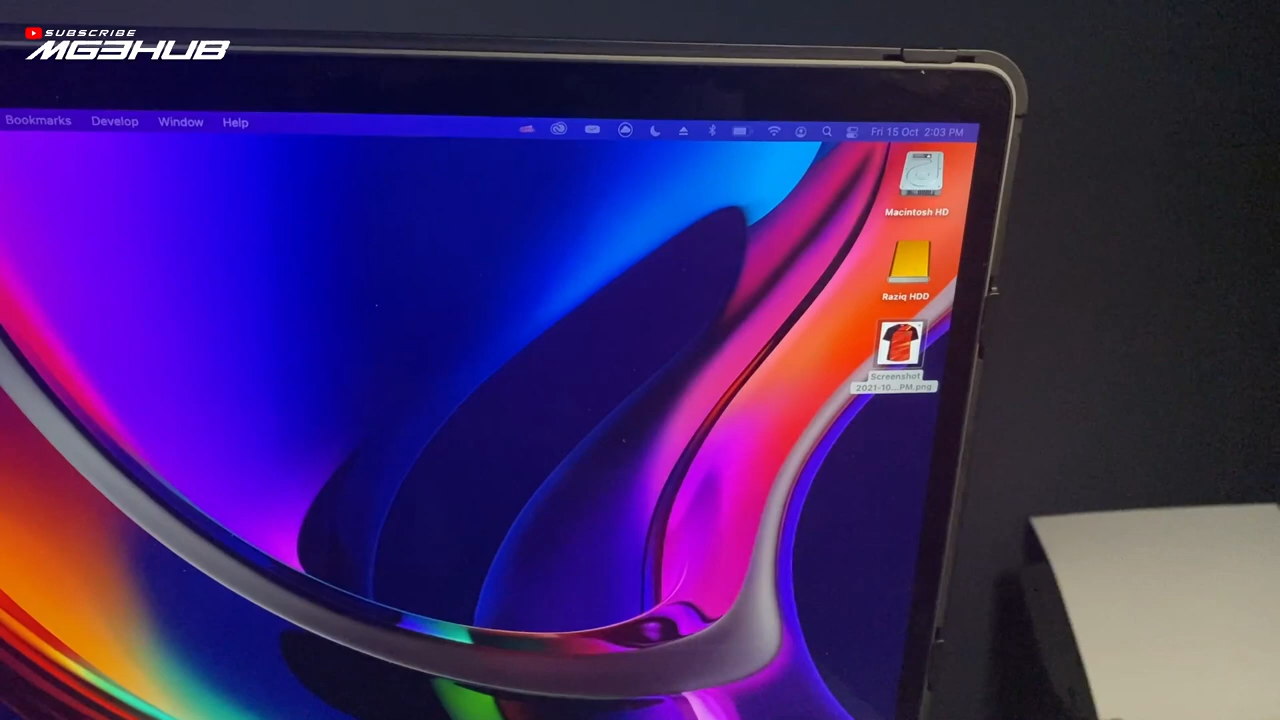 SUBSCRIBE
MG3HUB
Bookmarks Develop Window Help
Fri 15 Oct 2:03 PM
Macintosh HD
Raziq HDD
Screenshot
2021-10...PM.png